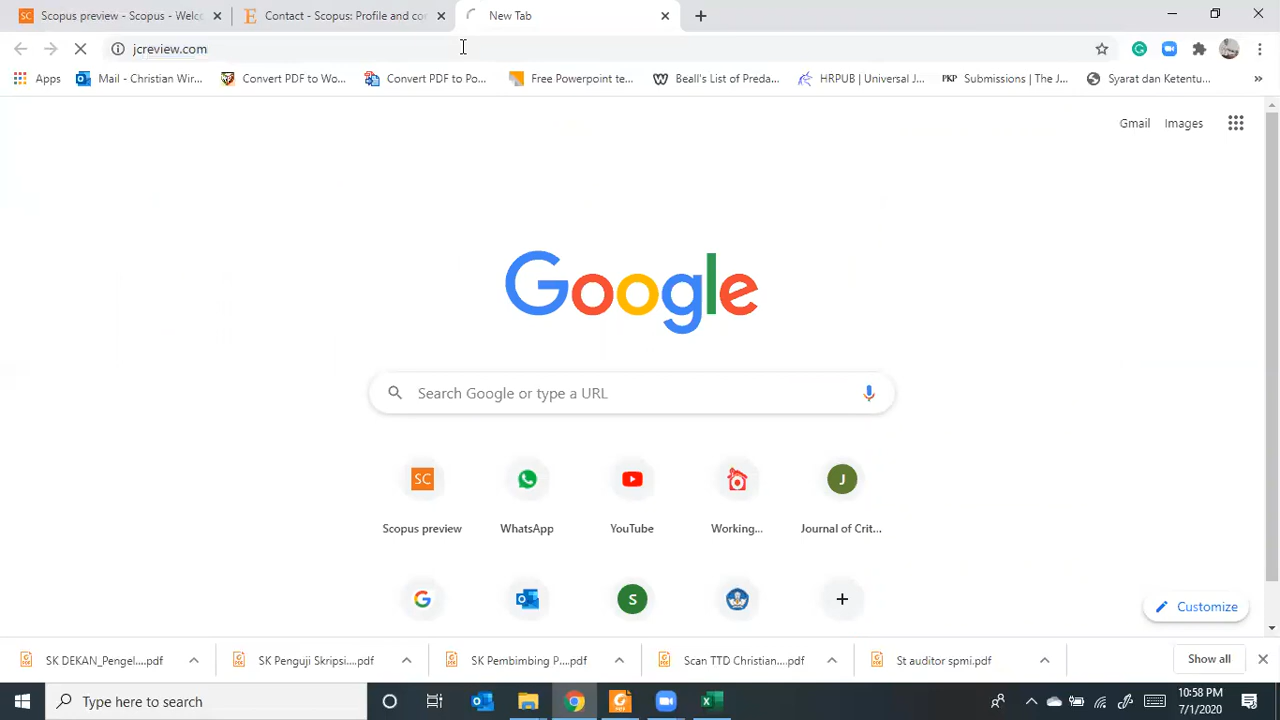 SC Scopus preview - Scopus - Welc
E Contact - Scopus: Profile and co
New Tab
jcreview.com
Apps
Mail - Christian Wir...
Convert PDF to Wo...
Convert PDF to Po...
Free Powerpoint te...
Beall's List of Preda...
HRPUB | Universal J...
PKP Submissions | The J...
Syarat dan Ketentu...
»
Gmail Images
Google
Search Google or type a URL
SC J
Scopus preview WhatsApp YouTube Working... Journal of Crit...
G S
Customize
SK DEKAN_Pengel....pdf
SK Penguji Skripsi....pdf
SK Pembimbing P....pdf
Scan TTD Christian....pdf
St auditor spmi.pdf
Show all
Type here to search
10:58 PM
7/1/2020